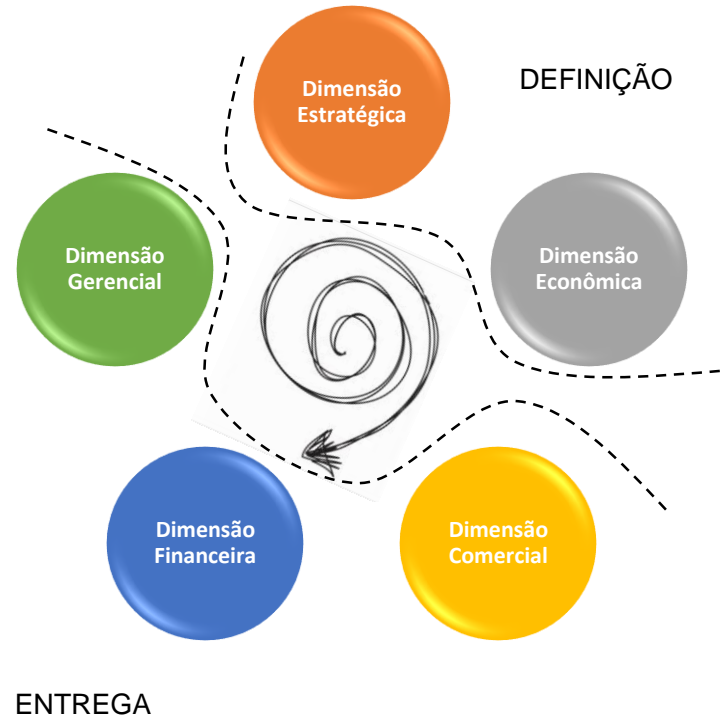 Dimensão
Estratégica
DEFINIÇÃO
Dimensão
Gerencial
Dimensão
Econômica
Dimensão
Financeira
Dimensão
Comercial
ENTREGA